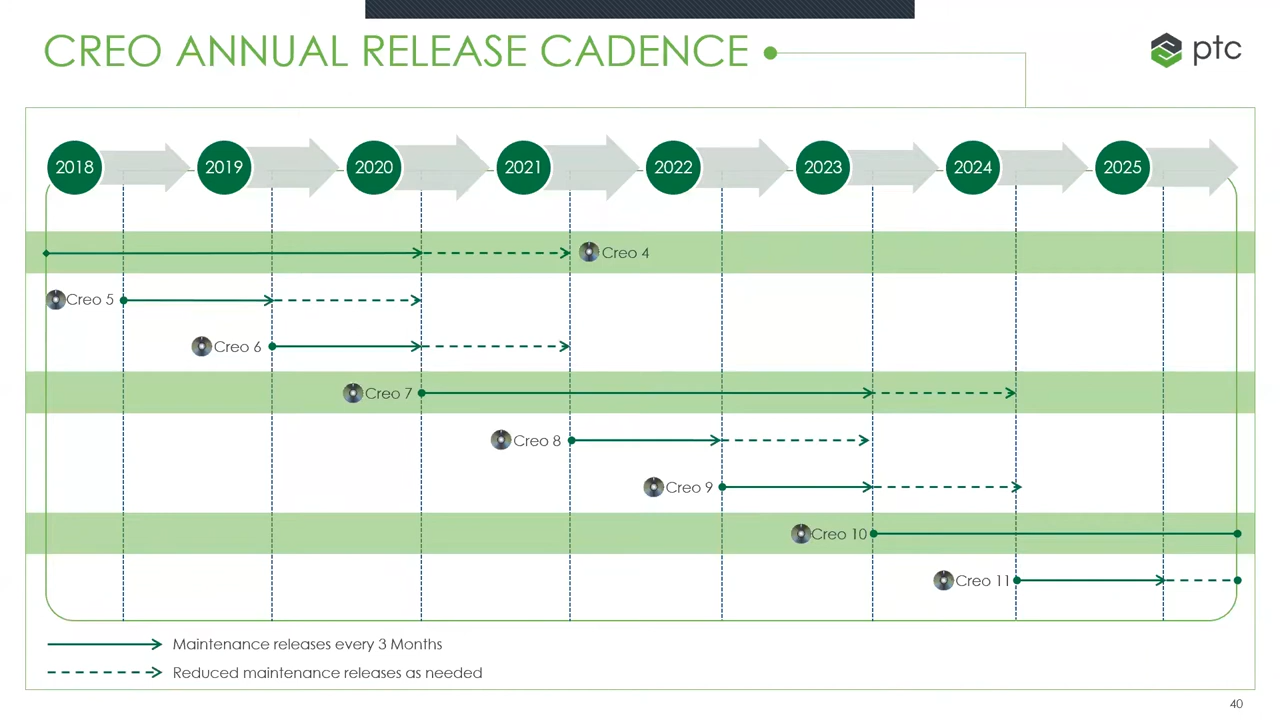 CREO ANNUAL RELEASE CADENCE
ptc
2018 2019 2020 2021 2022 2023 2024 2025
Creo 4
Creo 5
Creo 6
Creo 7
Creo 8
Creo 9
Creo 10
Creo 11
Maintenance releases every 3 Months
Reduced maintenance releases as needed
40